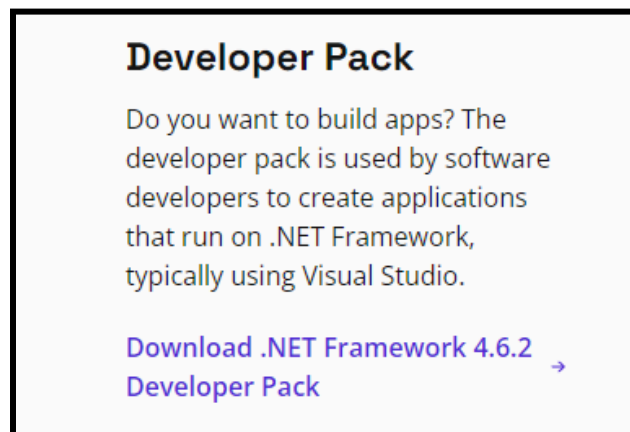 Developer Pack
Do you want to build apps? The
developer pack is used by software
developers to create applications
that run on .NET Framework,
typically using Visual Studio.
Download .NET Framework 4.6.2
Developer Pack